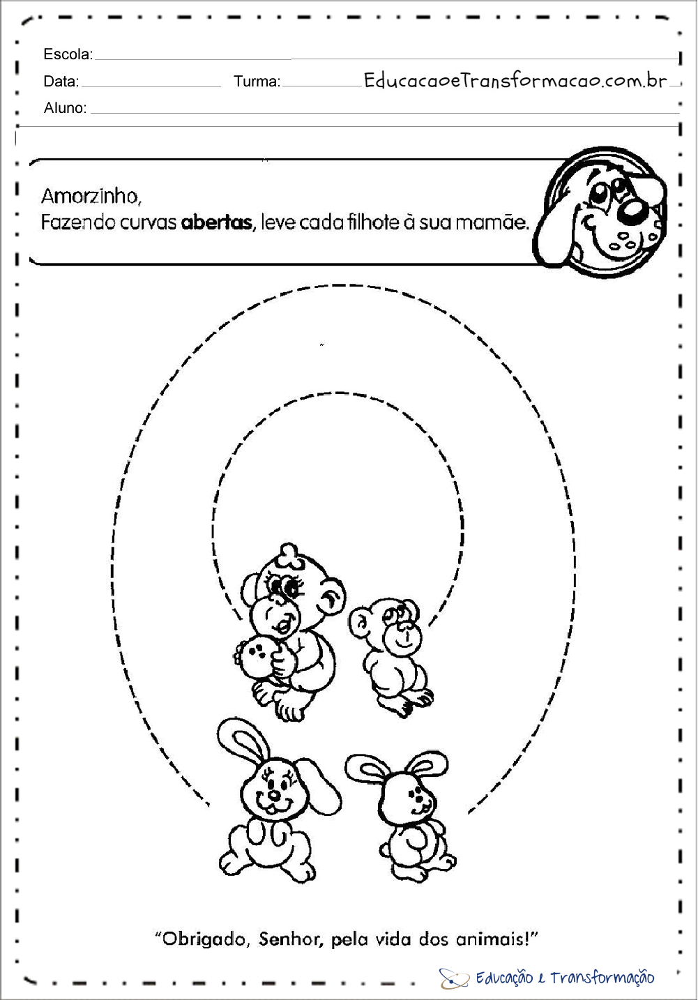 Escola:
Data: Turma: EducacaoeTransformacao.com.br
Aluno:
Amorzinho,
Fazendo curvas abertas, leve cada filhote à sua mamãe.
“Obrigado, Senhor, pela vida dos animais!”
Educação e Transformação